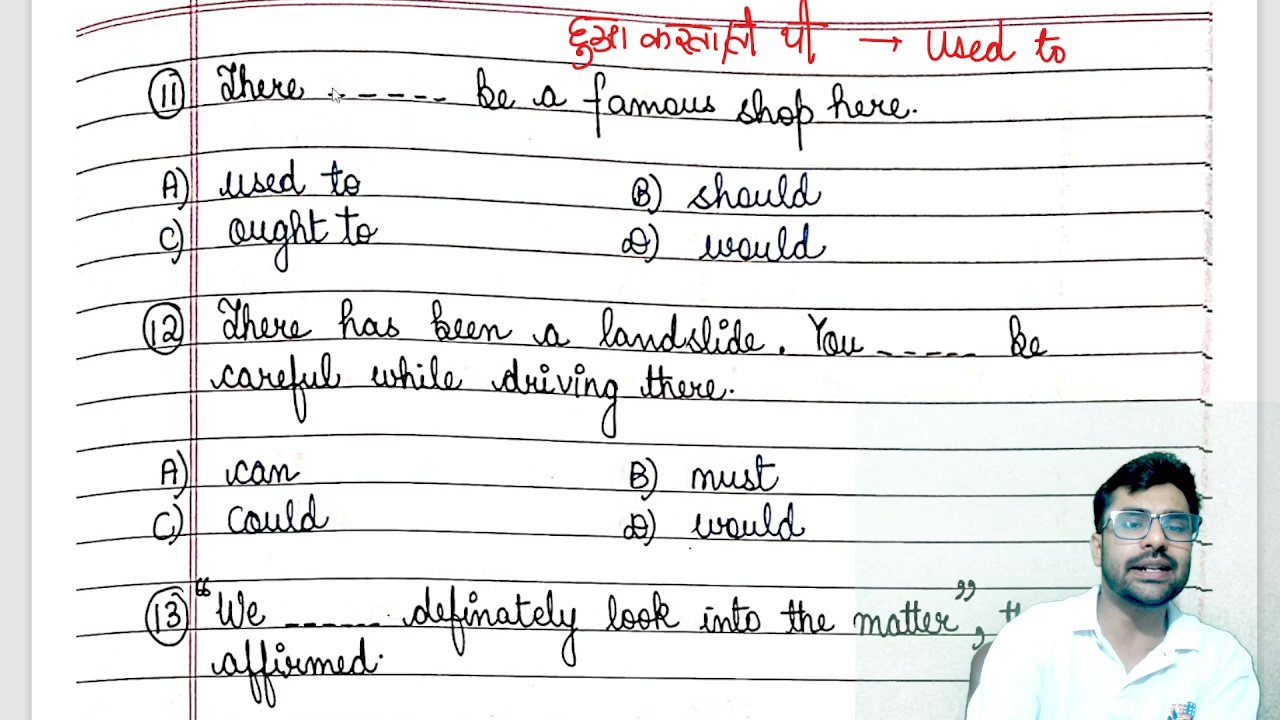 हुआ करता/ती थी → used to
(11) There ------ be a famous shop here.
A) used to B) should
C) ought to D) would
(12) There has been a landslide. You ----- be
careful while driving there.
A) can B) must
C) could D) would
(13) "We ------ definately look into the matter",
affirmed.